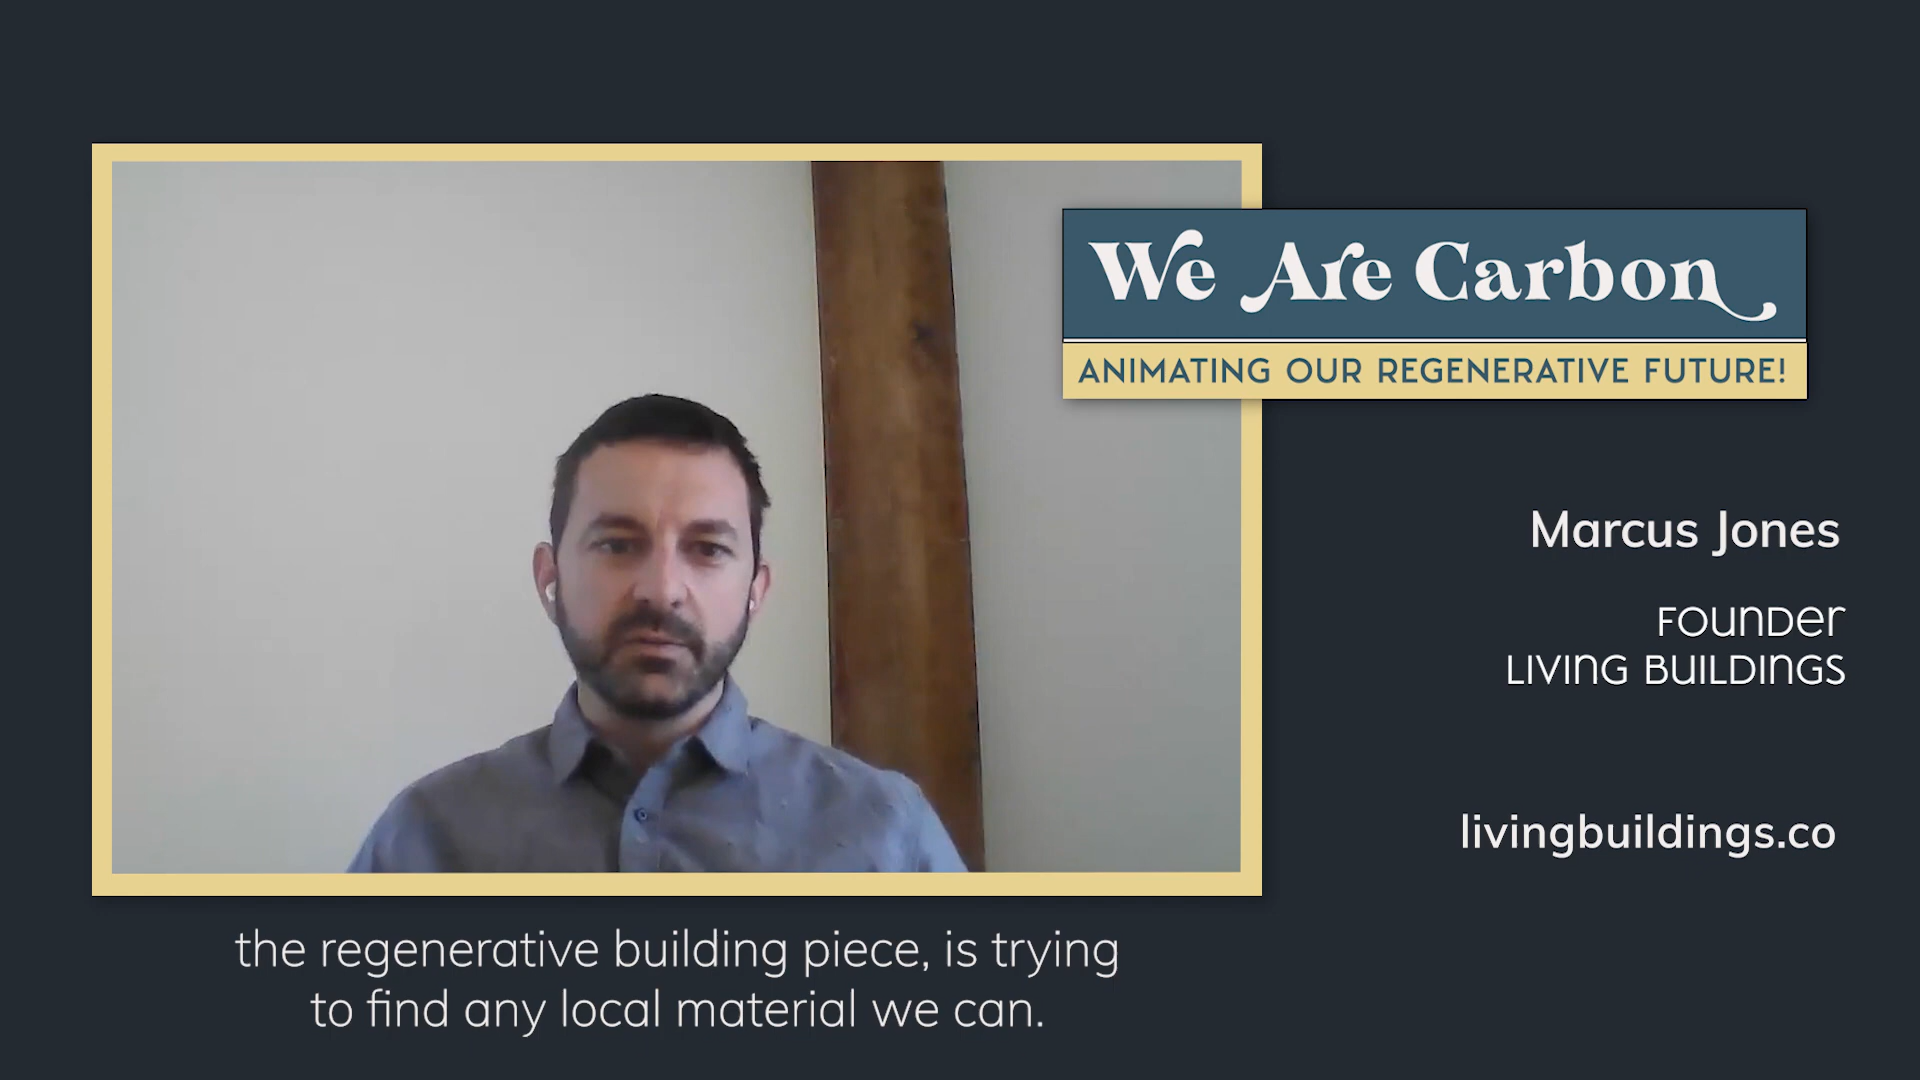 We Are Carbon
ANIMATING OUR REGENERATIVE FUTURE!
Marcus Jones
FOUNDER
LIVING BUILDINGS
livingbuildings.co
the regenerative building piece, is trying
to find any local material we can.